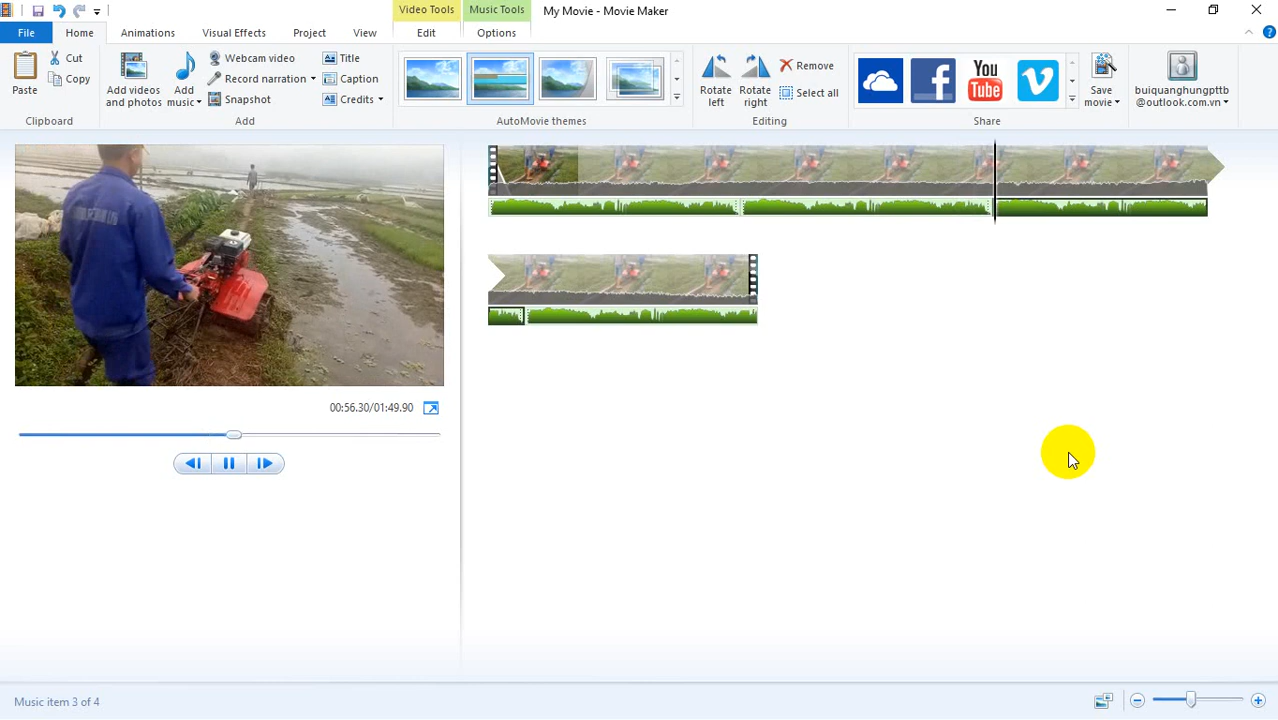 Video Tools
Music Tools
My Movie - Movie Maker
File
Home
Animations
Visual Effects
Project
View
Edit
Options
Paste
Cut
Copy
Clipboard
Add videos
and photos
Add
music
Webcam video
Record narration
Snapshot
Title
Caption
Credits
Add
AutoMovie themes
Rotate
left
Rotate
right
Remove
Select all
Editing
You
Tube
Share
Save
movie
buiquanghungpttb
@outlook.com.vn
00:56.30/01:49.90
Music item 3 of 4